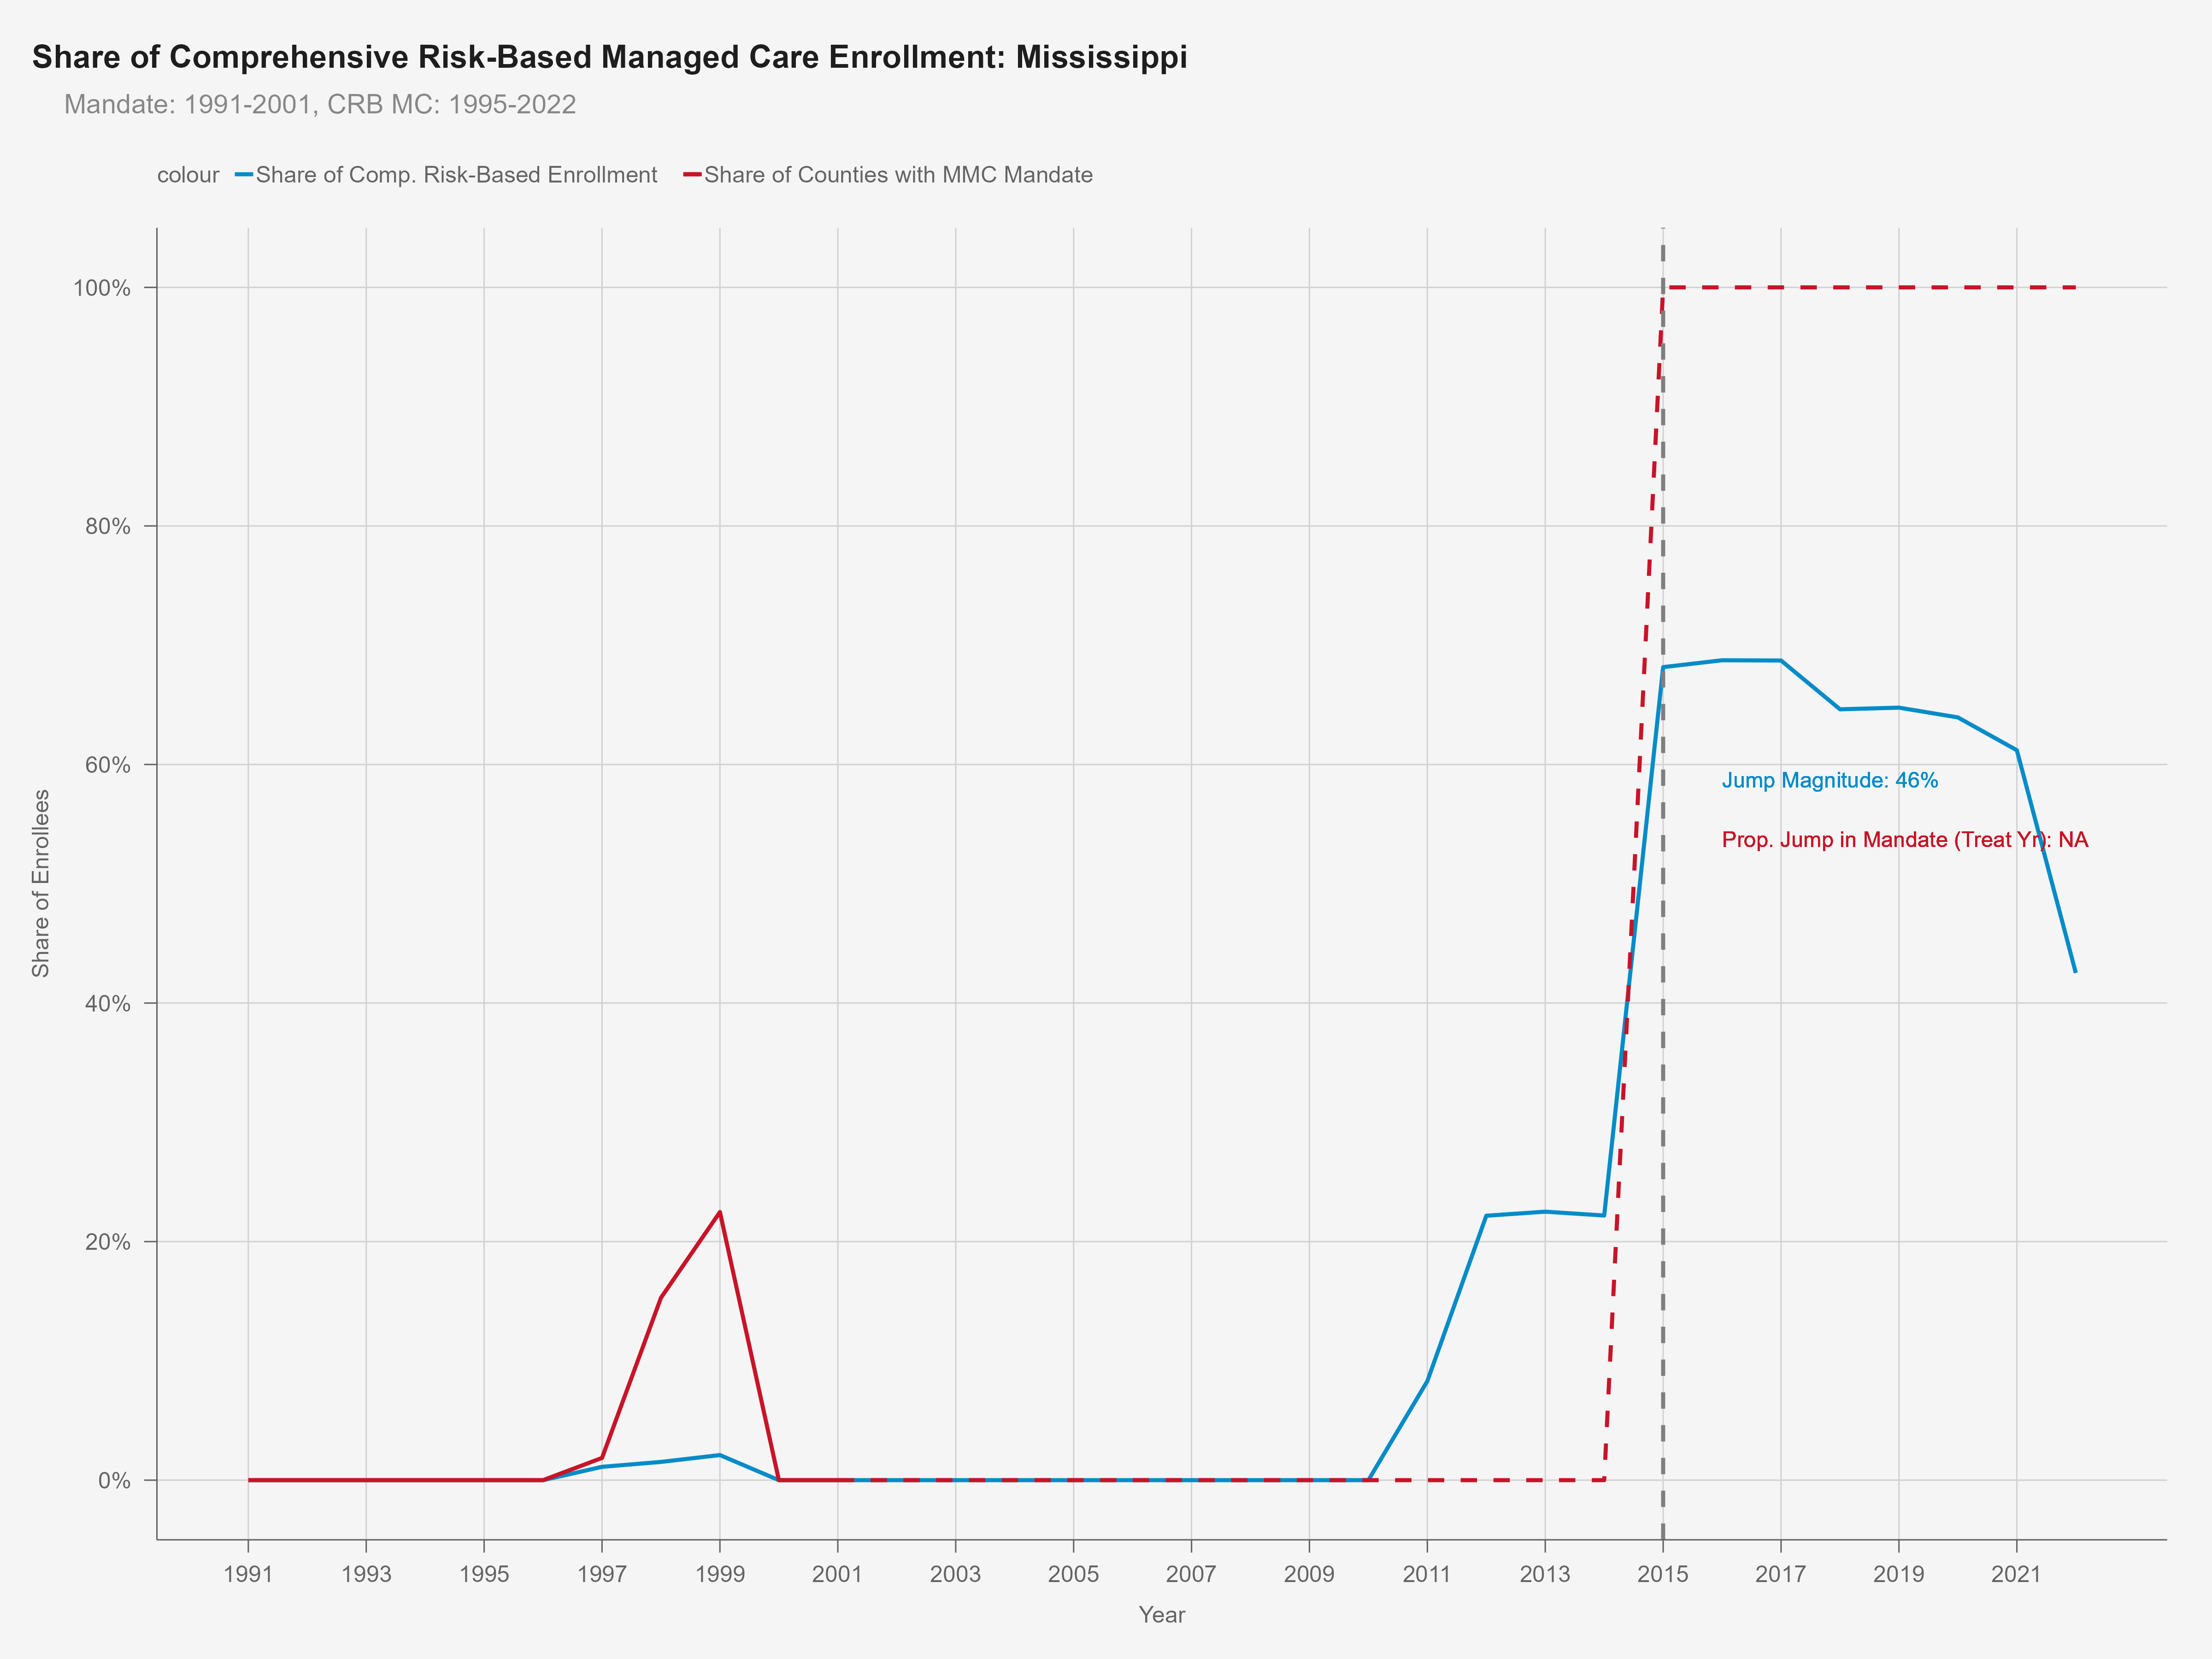 Share of Comprehensive Risk-Based Managed Care Enrollment: Mississippi
Mandate: 1991-2001, CRB MC: 1995-2022
colour Share of Comp. Risk-Based Enrollment Share of Counties with MMC Mandate
100%
80%
60%
40%
20%
0%
Share of Enrollees
Jump Magnitude: 46%
Prop. Jump in Mandate (Treat Yr): NA
1991 1993 1995 1997 1999 2001 2003 2005 2007 2009 2011 2013 2015 2017 2019 2021
Year